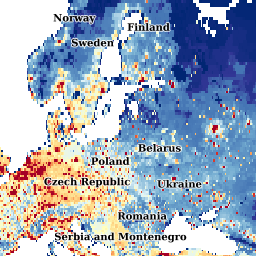 Norway
Finland
Sweden
Belarus
Poland
Czech Republic
Ukraine
Romania
Serbia and Montenegro